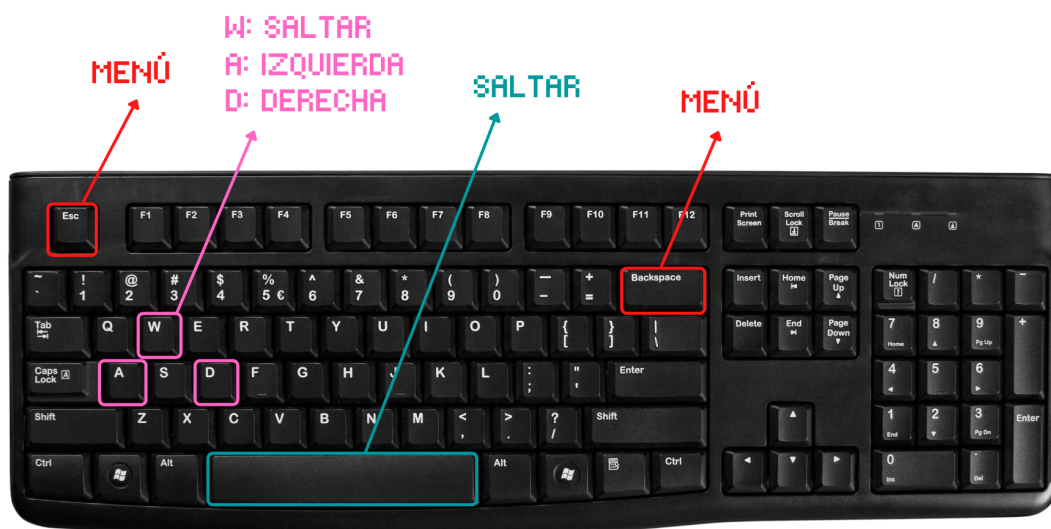 W: SALTAR
A: IZQUIERDA
D: DERECHA
MENÚ
SALTAR
MENÚ
Esc F1 F2 F3 F4 F5 F6 F7 F8 F9 F10 F11 F12 Print Screen Scroll Lock Pause Break
~ ` ! 1 @ 2 # 3 $ 4 % 5 € ^ 6 & 7 * 8 ( 9 ) 0 — - + = Backspace Insert Home Page Up Num Lock / * -
Tab Q W E R T Y U I O P { [ } ] | \ Delete End Page Down 7 Home 8 9 Pg Up +
Caps Lock A A S D F G H J K L : ; " ' Enter 4 5 6
Shift Z X C V B N M < , > . ? / Shift 1 End 2 3 Pg Dn Enter
Ctrl Alt Alt Ctrl 0 Ins . Del